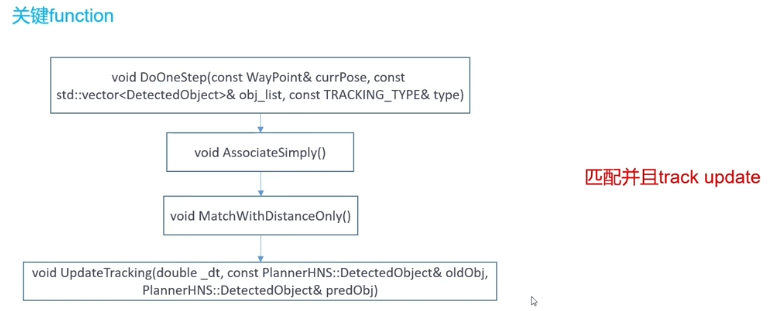 关键function
void DoOneStep(const WayPoint& currPose, const
std::vector<DetectedObject>& obj_list, const TRACKING_TYPE& type)
void AssociateSimply()
匹配并且track update
void MatchWithDistanceOnly()
void UpdateTracking(double _dt, const PlannerHNS::DetectedObject& oldObj,
PlannerHNS::DetectedObject& predObj)